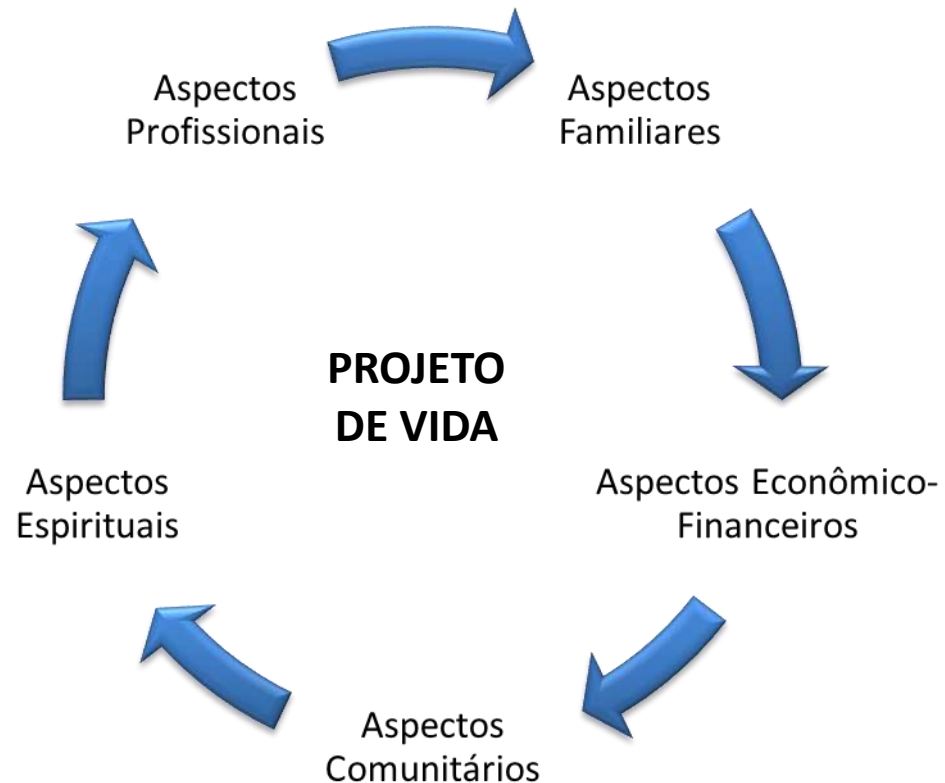 Aspectos
Profissionais
Aspectos
Familiares
PROJETO
DE VIDA
Aspectos
Espirituais
Aspectos Econômico-
Financeiros
Aspectos
Comunitários